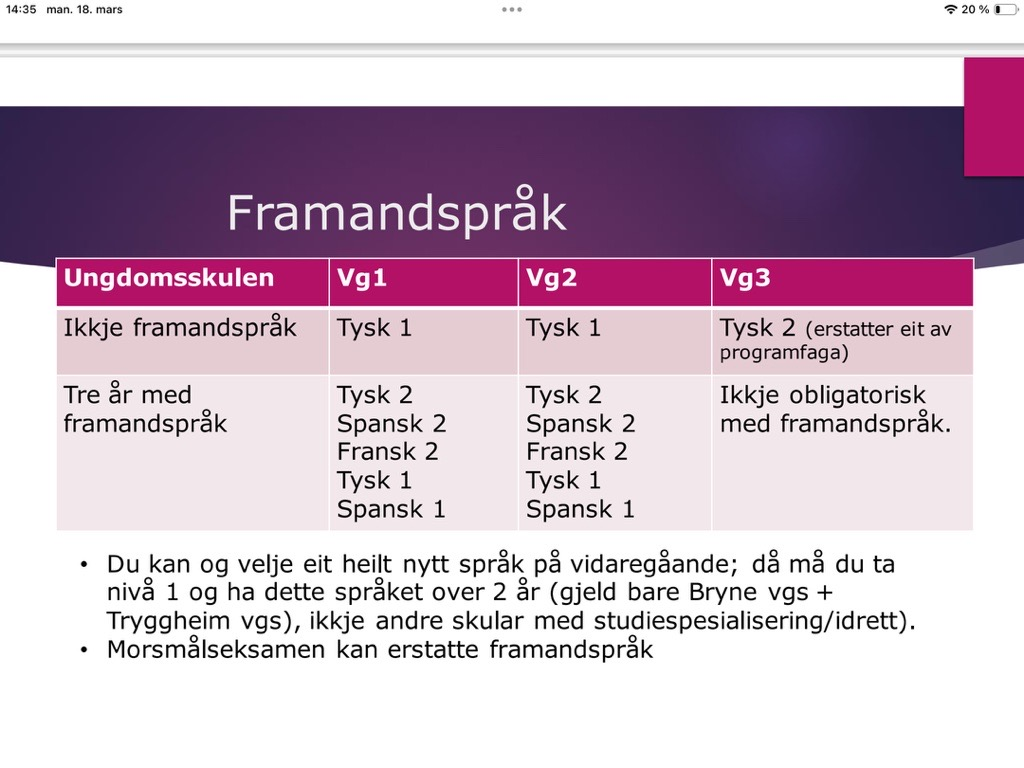 14:35 man. 18. mars
20 %
Framandspråk
Ungdomsskulen Vg1 Vg2 Vg3
Ikkje framandspråk Tysk 1 Tysk 1 Tysk 2 (erstatter eit av
programfaga)
Tre år med Tysk 2 Tysk 2 Ikkje obligatorisk
framandspråk Spansk 2 Spansk 2 med framandspråk.
Fransk 2 Fransk 2
Tysk 1 Tysk 1
Spansk 1 Spansk 1
• Du kan og velje eit heilt nytt språk på vidaregåande; då må du ta
nivå 1 og ha dette språket over 2 år (gjeld bare Bryne vgs +
Tryggheim vgs), ikkje andre skular med studiespesialisering/idrett).
• Morsmålseksamen kan erstatte framandspråk